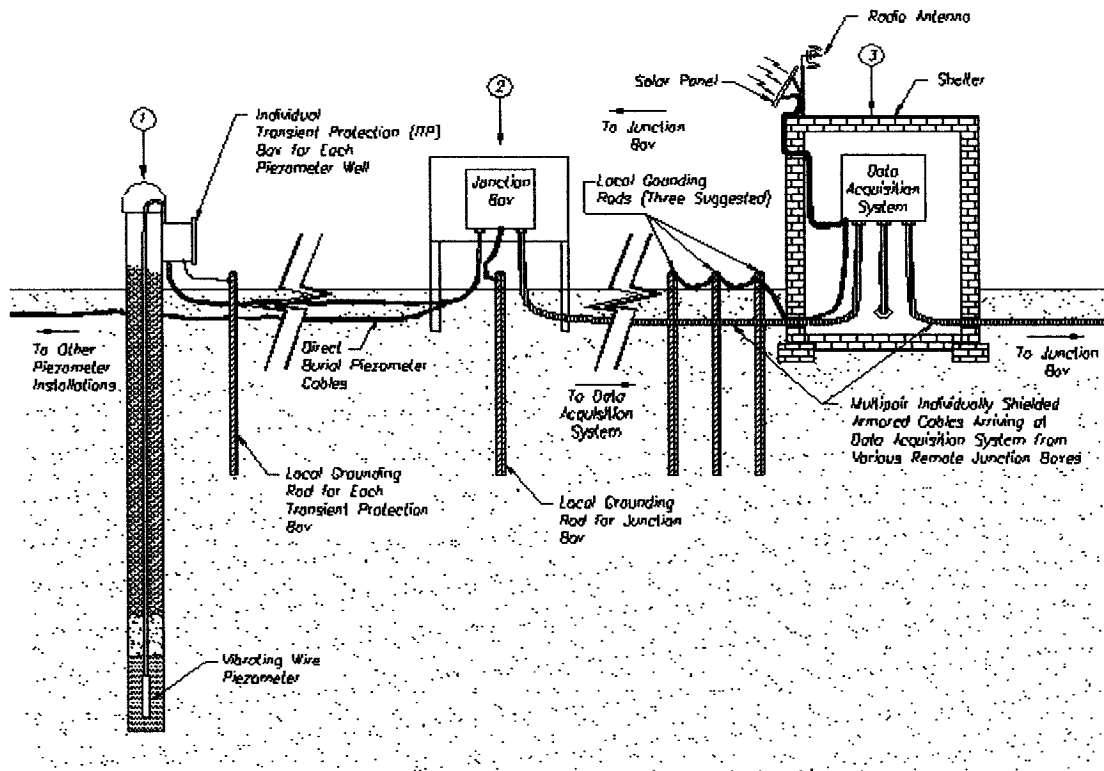 Radio Antenna
3
Solar Panel
Shelter
2
1
Individual
Transient Protection (TP)
Box for Each
Piezometer Well
To Junction
Box
Junction
Box
Local Gounding
Rods (Three Suggested)
Data
Acquisition
System
To Other
Piezometer
Installations
Direct
Burial Piezometer
Cables
To Data
Acquisition
System
To Junction
Box
Multipair Individually Shielded
Armored Cables Arriving at
Data Acquisition System from
Various Remote Junction Boxes
Local Grounding
Rod for Each
Transient Protection
Box
Local Grounding
Rod for Junction
Box
Vibrating Wire
Piezometer